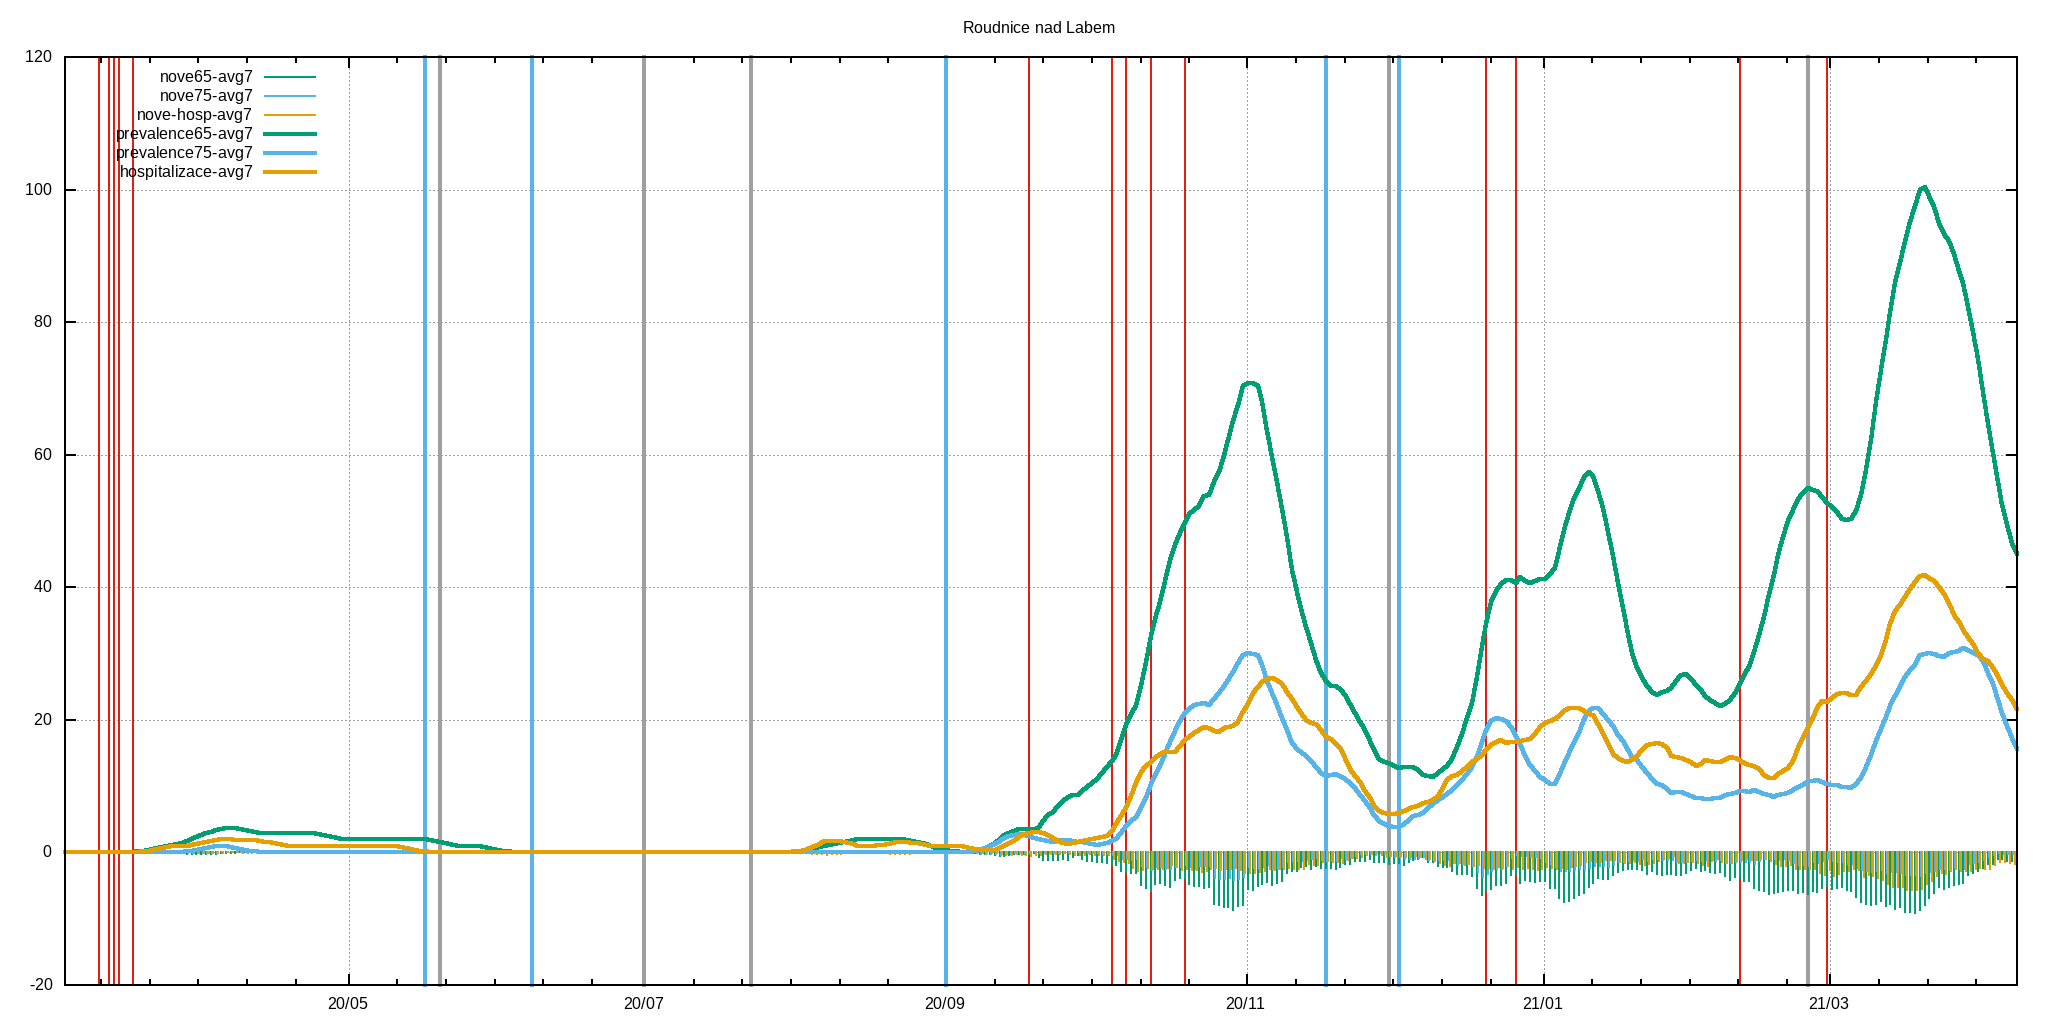 Roudnice nad Labem
120
100
80
60
40
20
0
-20
nove65-avg7
nove75-avg7
nove-hosp-avg7
prevalence65-avg7
prevalence75-avg7
hospitalizace-avg7
20/05
20/07
20/09
20/11
21/01
21/03